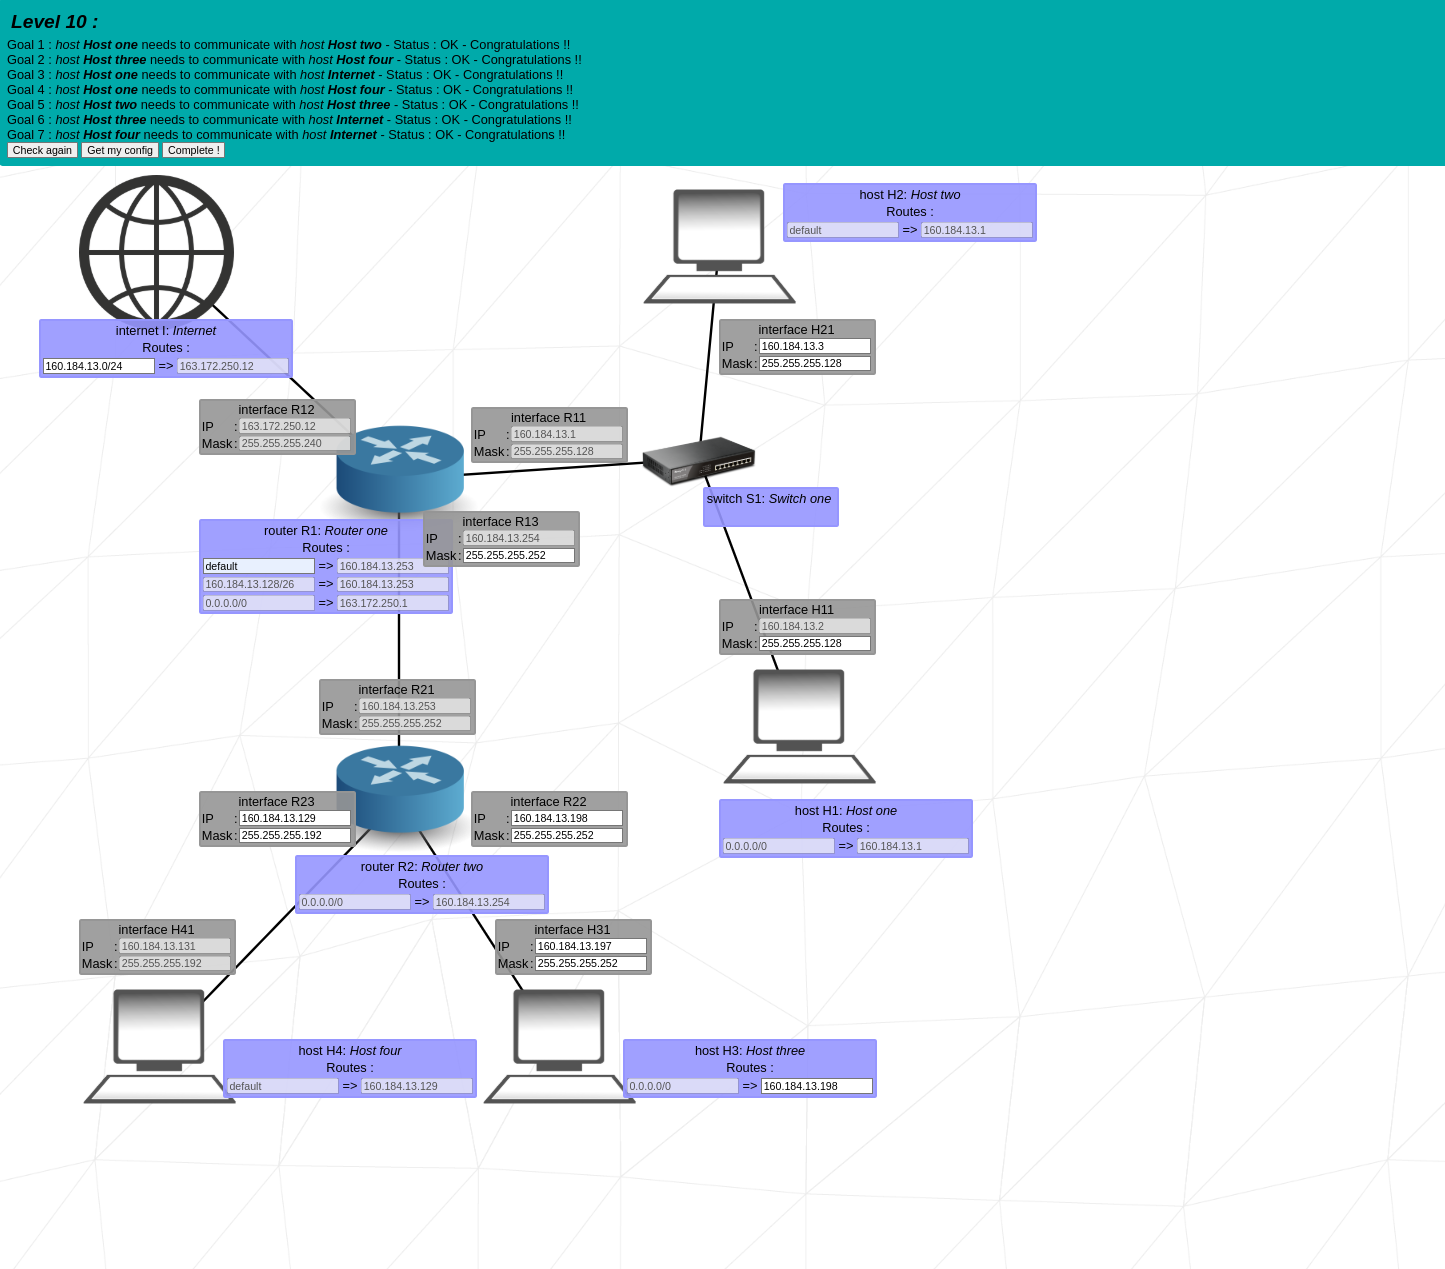 Level 10 :
Goal 1 : host Host one needs to communicate with host Host two - Status : OK - Congratulations !!
Goal 2 : host Host three needs to communicate with host Host four - Status : OK - Congratulations !!
Goal 3 : host Host one needs to communicate with host Internet - Status : OK - Congratulations !!
Goal 4 : host Host one needs to communicate with host Host four - Status : OK - Congratulations !!
Goal 5 : host Host two needs to communicate with host Host three - Status : OK - Congratulations !!
Goal 6 : host Host three needs to communicate with host Internet - Status : OK - Congratulations !!
Goal 7 : host Host four needs to communicate with host Internet - Status : OK - Congratulations !!
Check again Get my config Complete !
host H2: Host two
Routes :
default => 160.184.13.1
internet I: Internet
Routes :
160.184.13.0/24 => 163.172.250.12
interface H21
IP : 160.184.13.3
Mask : 255.255.255.128
interface R12
IP : 163.172.250.12
Mask : 255.255.255.240
interface R11
IP : 160.184.13.1
Mask : 255.255.255.128
switch S1: Switch one
router R1: Router one
Routes :
default => 160.184.13.253
160.184.13.128/26 => 160.184.13.253
0.0.0.0/0 => 163.172.250.1
interface R13
IP : 160.184.13.254
Mask : 255.255.255.252
interface H11
IP : 160.184.13.2
Mask : 255.255.255.128
interface R21
IP : 160.184.13.253
Mask : 255.255.255.252
interface R23
IP : 160.184.13.129
Mask : 255.255.255.192
interface R22
IP : 160.184.13.198
Mask : 255.255.255.252
host H1: Host one
Routes :
0.0.0.0/0 => 160.184.13.1
router R2: Router two
Routes :
0.0.0.0/0 => 160.184.13.254
interface H41
IP : 160.184.13.131
Mask : 255.255.255.192
interface H31
IP : 160.184.13.197
Mask : 255.255.255.252
host H4: Host four
Routes :
default => 160.184.13.129
host H3: Host three
Routes :
0.0.0.0/0 => 160.184.13.198